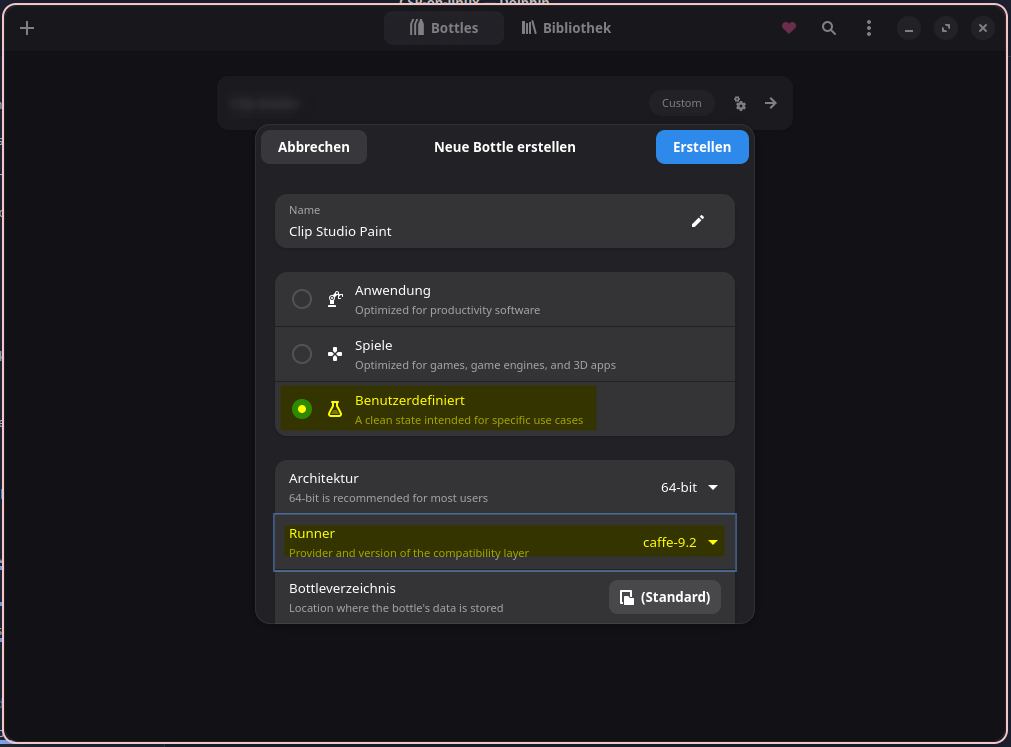 Bottles
Bibliothek
Custom
Abbrechen
Neue Bottle erstellen
Erstellen
Name
Clip Studio Paint
Anwendung
Optimized for productivity software
Spiele
Optimized for games, game engines, and 3D apps
Benutzerdefiniert
A clean state intended for specific use cases
Architektur
64-bit is recommended for most users
64-bit
Runner
Provider and version of the compatibility layer
caffe-9.2
Bottleverzeichnis
Location where the bottle's data is stored
(Standard)